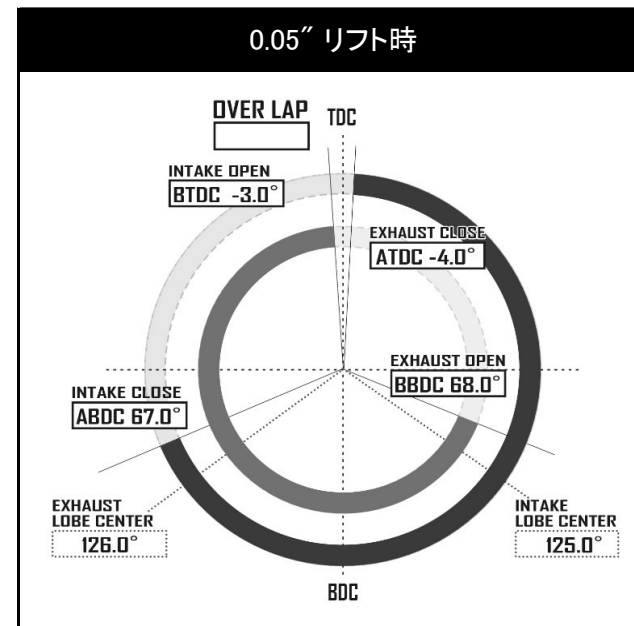 0.05″ リフト時
OVER LAP
TDC
INTAKE OPEN
BTDC -3.0°
EXHAUST CLOSE
ATDC -4.0°
EXHAUST OPEN
BBDC 68.0°
INTAKE CLOSE
ABDC 67.0°
EXHAUST
LOBE CENTER
126.0°
INTAKE
LOBE CENTER
125.0°
BDC